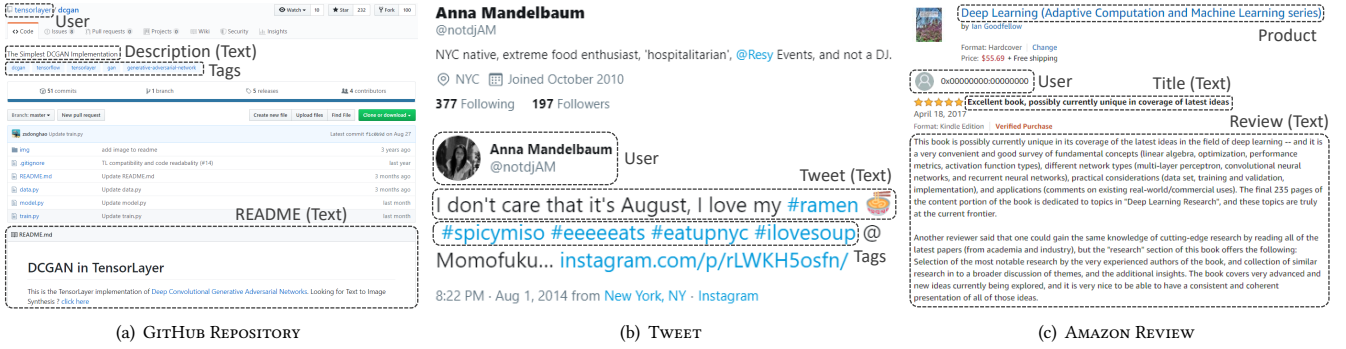 tensorlayer / dcgan
Watch 18 Star 232 Fork 100
User
Code Issues 8 Pull requests 0 Projects 0 Wiki Security Insights
The Simplest DCGAN Implementation
Description (Text)
dcgan tensorflow tensorlayer gan generative-adversarial-network
Tags
51 commits 1 branch 5 releases 4 contributors
Branch: master New pull request Create new file Upload files Find File Clone or download
zsdonghao Update train.py Latest commit on Aug 27
img add image to readme 3 years ago
.gitignore TL compatibility and code readability (#14) last year
README.md Update README.md 3 months ago
data.py Update data.py 3 months ago
model.py Update model.py last month
train.py Update train.py last month
README (Text)
README.md
DCGAN in TensorLayer
This is the TensorLayer implementation of Deep Convolutional Generative Adversarial Networks. Looking for Text to Image
Synthesis ? click here
(a) GitHub Repository
Anna Mandelbaum
@notdjAM
NYC native, extreme food enthusiast, 'hospitalitarian', @Resy Events, and not a DJ.
NYC Joined October 2010
377 Following 197 Followers
Anna Mandelbaum
@notdjAM
User
Tweet (Text)
I don't care that it's August, I love my #ramen 🍜
#spicymiso #eeeeeats #eatupnyc #ilovesoup @
Momofuku... instagram.com/p/rLWKH5osfn/
Tags
8:22 PM · Aug 1, 2014 from New York, NY · Instagram
(b) Tweet
Deep Learning (Adaptive Computation and Machine Learning series)
by Ian Goodfellow
Product
Format: Hardcover | Change
Price: $55.69 + Free shipping
0x00000000:00000000
User
Title (Text)
Excellent book, possibly currently unique in coverage of latest ideas
April 18, 2017
Format: Kindle Edition | Verified Purchase
Review (Text)
This book is possibly currently unique in its coverage of the latest ideas in the field of deep learning -- and it is
a very convenient and good survey of fundamental concepts (linear algebra, optimization, performance
metrics, activation function types), different network types (multi-layer perceptron, convolutional neural
networks, and recurrent neural networks), practical considerations (data set, training and validation,
implementation), and applications (comments on existing real-world/commercial uses). The final 235 pages of
the content portion of the book is dedicated to topics in "Deep Learning Research", and these topics are truly
at the current frontier.
Another reviewer said that one could gain the same knowledge of cutting-edge research by reading all of the
latest papers (from academia and industry), but the "research" section of this book offers the following:
Selection of the most notable research by the very experienced authors of the book, and collection of similar
research in to a broader discussion of themes, and the additional insights. The book covers very advanced and
new ideas currently being explored, and it is very nice to be able to have a consistent and coherent
presentation of all of those ideas.
(c) Amazon Review